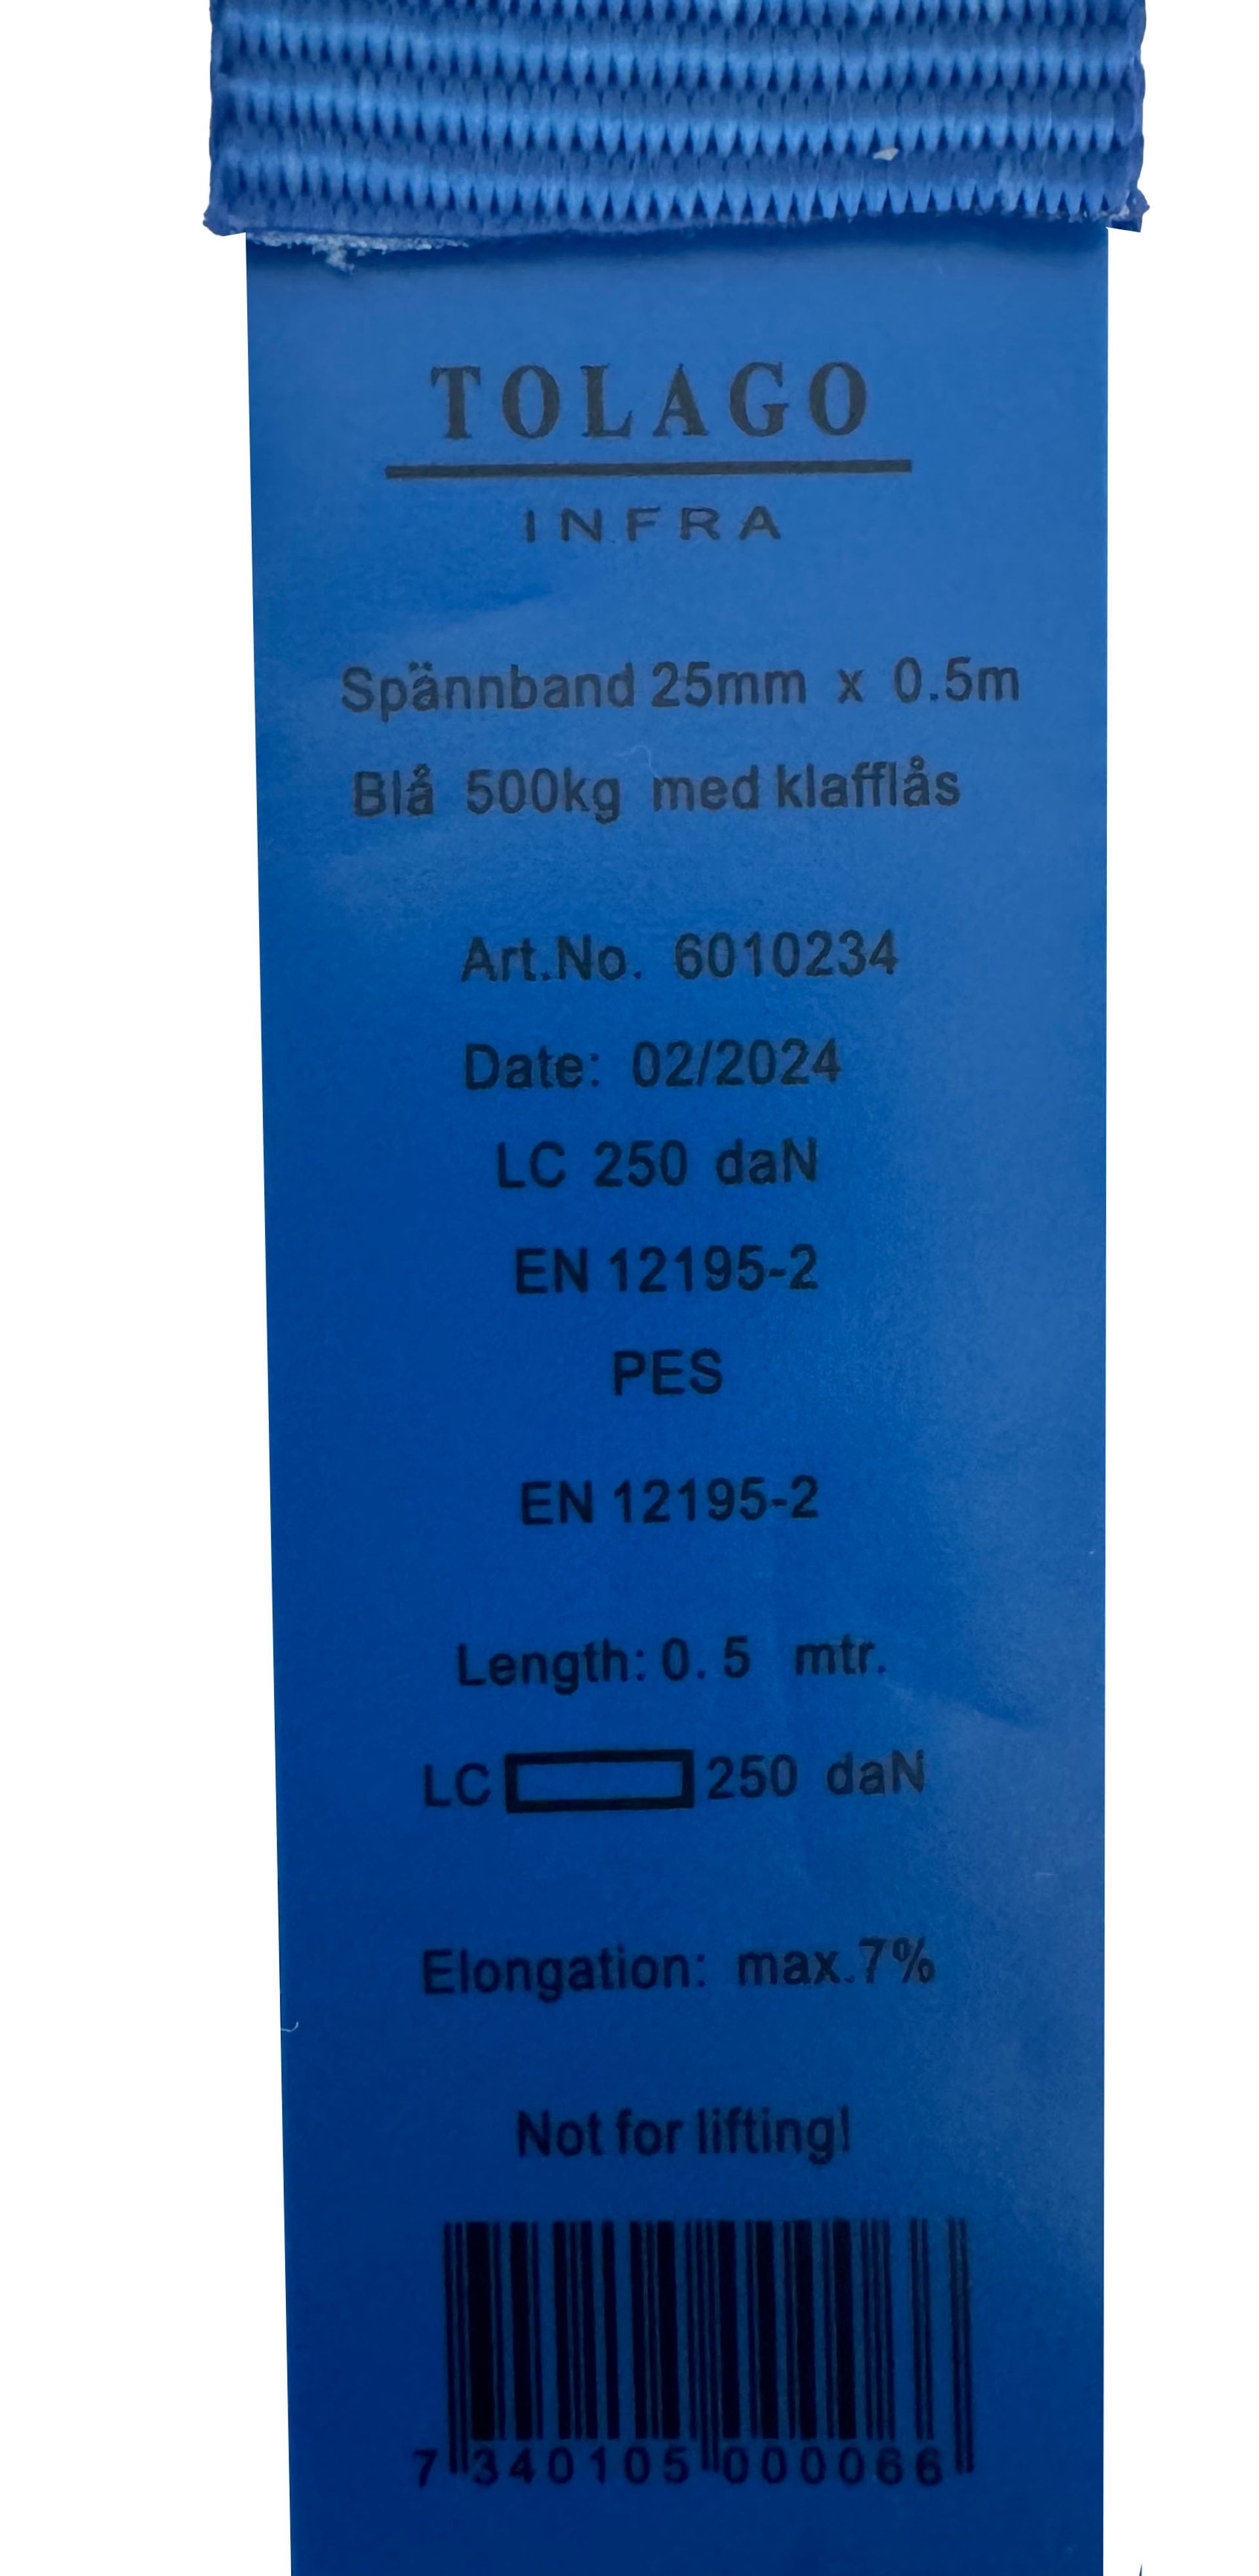 TOLAGO
INFRA
Spännband 25mm x 0.5m
Blå 500kg med klafflås
Art.No. 6010234
Date: 02/2024
LC 250 daN
EN 12195-2
PES
EN 12195-2
Length: 0.5 mtr.
LC 250 daN
Elongation: max.7%
Not for lifting!
7 340105 000066